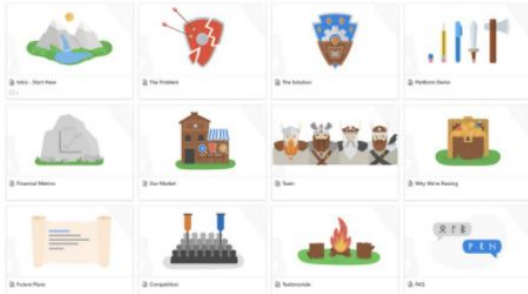 Intro - Start Here
The Problem
The Solution
Platform Demo
Financial Metrics
Our Market
Team
Why We're Raising
Future Plans
Competition
Testimonials
FAQ